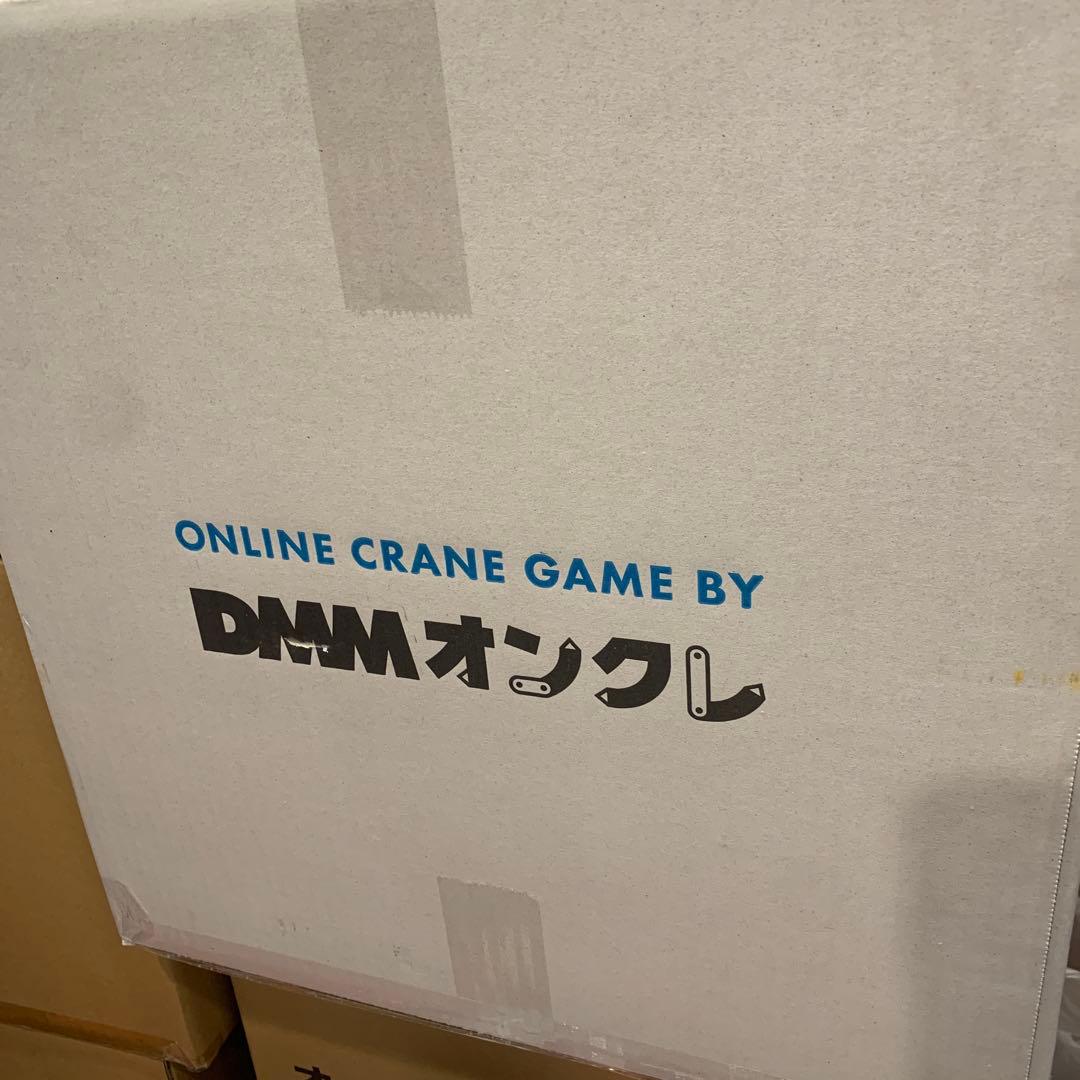 ONLINE CRANE GAME BY
DMMオンクレ